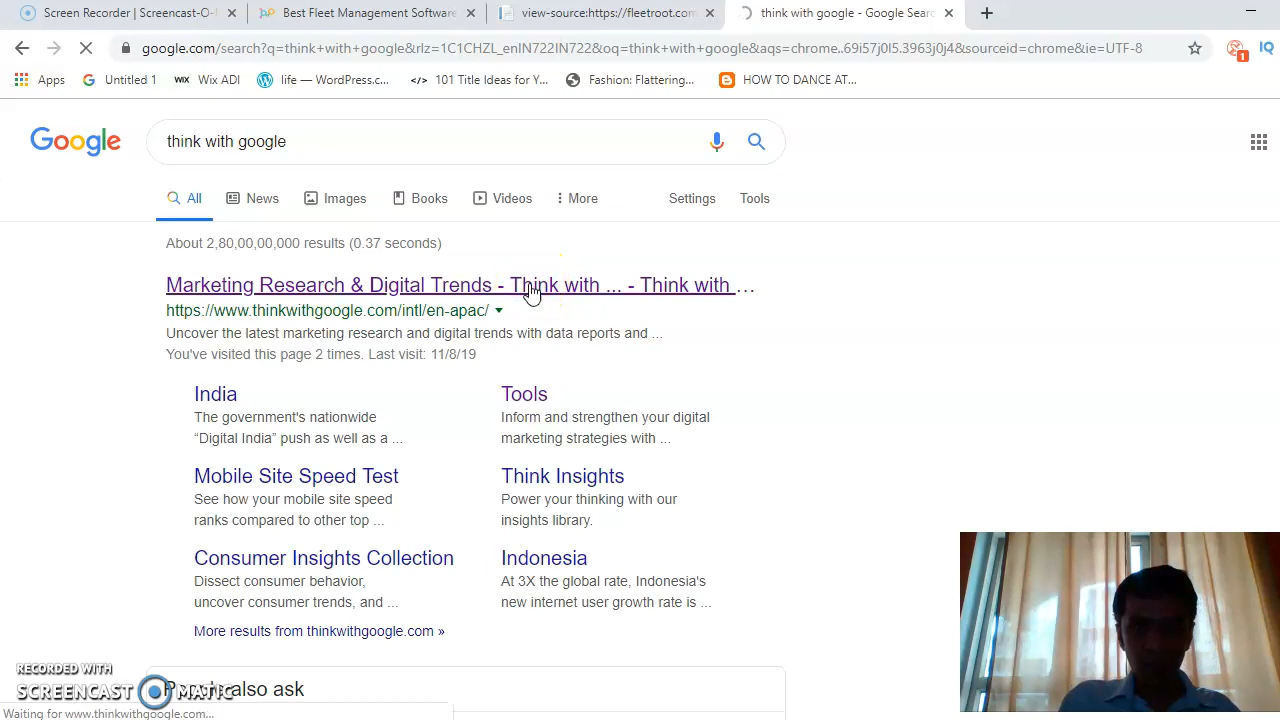 Screen Recorder | Screencast-O-
Best Fleet Management Software
view-source:https://fleetroot.com
think with google - Google Sear
google.com/search?q=think+with+google&rlz=1C1CHZL_enIN722IN722&oq=think+with+google&aqs=chrome..69i57j0l5.3963j0j4&sourceid=chrome&ie=UTF-8
1
IQ
Apps
Untitled 1
WIX Wix ADI
life — WordPress.c...
</> 101 Title Ideas for Y...
Fashion: Flattering...
HOW TO DANCE AT...
Google
think with google
All
News
Images
Books
Videos
More
Settings
Tools
About 2,80,00,00,000 results (0.37 seconds)
Marketing Research & Digital Trends - Think with ... - Think with ...
https://www.thinkwithgoogle.com/intl/en-apac/
Uncover the latest marketing research and digital trends with data reports and ...
You've visited this page 2 times. Last visit: 11/8/19
India
The government's nationwide
“Digital India” push as well as a ...
Tools
Inform and strengthen your digital
marketing strategies with ...
Mobile Site Speed Test
See how your mobile site speed
ranks compared to other top ...
Think Insights
Power your thinking with our
insights library.
Consumer Insights Collection
Dissect consumer behavior,
uncover consumer trends, and ...
Indonesia
At 3X the global rate, Indonesia's
new internet user growth rate is ...
More results from thinkwithgoogle.com »
also ask
RECORDED WITH
SCREENCAST MATIC
Waiting for www.thinkwithgoogle.com...